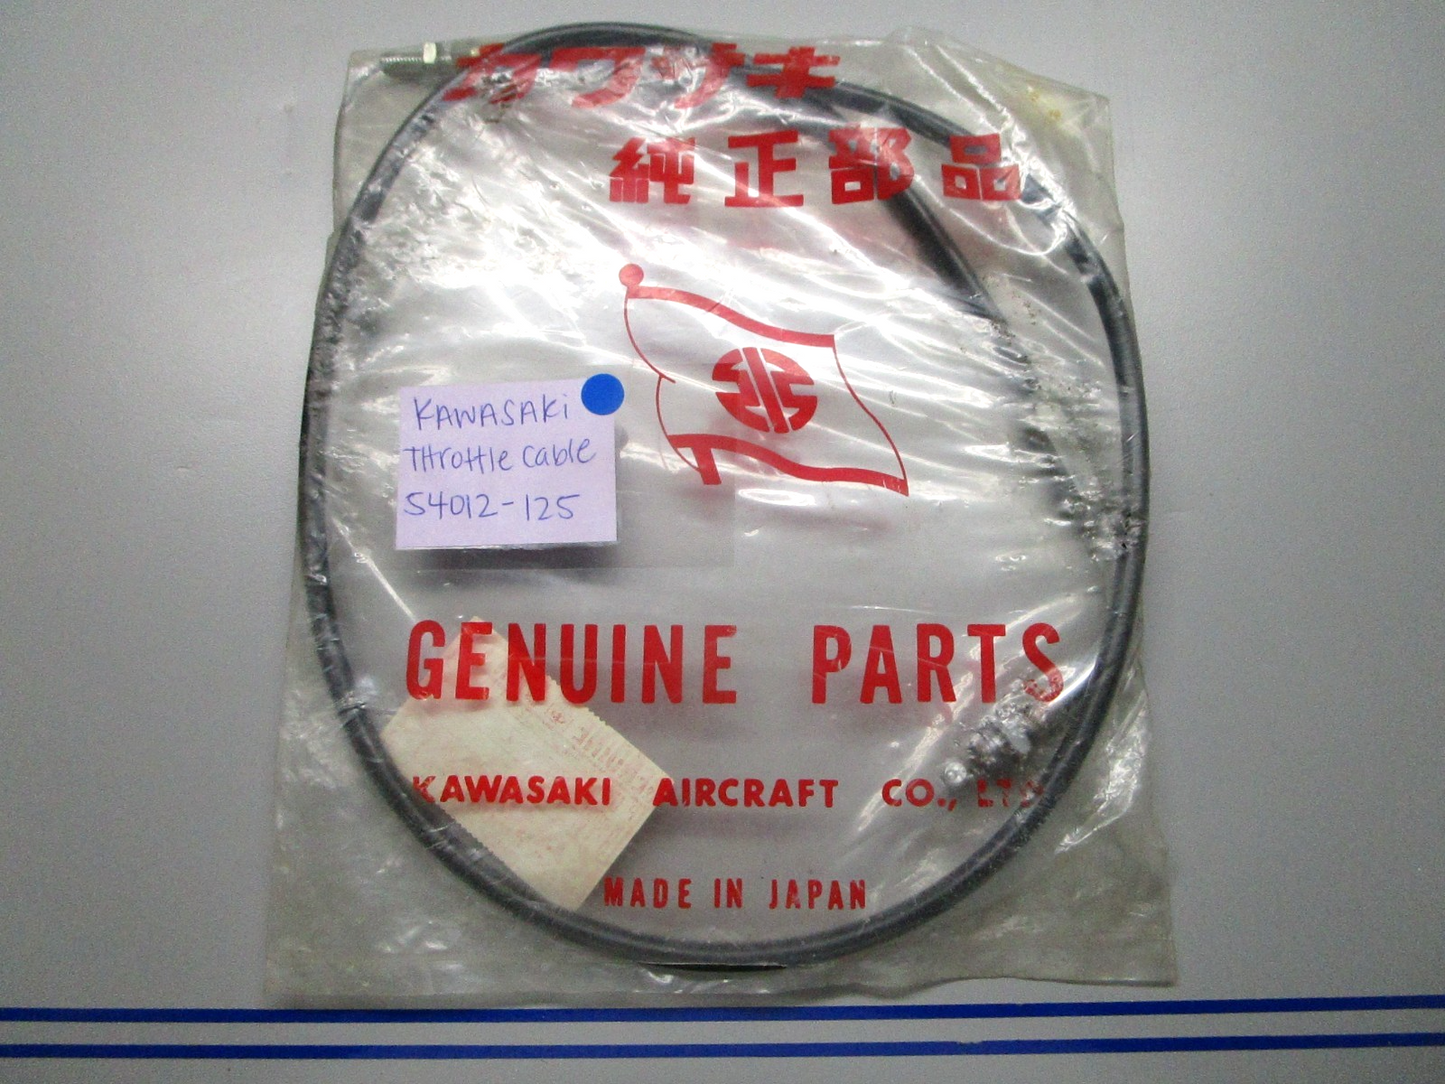 カワサキ
純正部品
KAWASAKi
THrottle Cable
54012-125
GENUINE PARTS
KAWASAKI AIRCRAFT CO., LTD.
MADE IN JAPAN